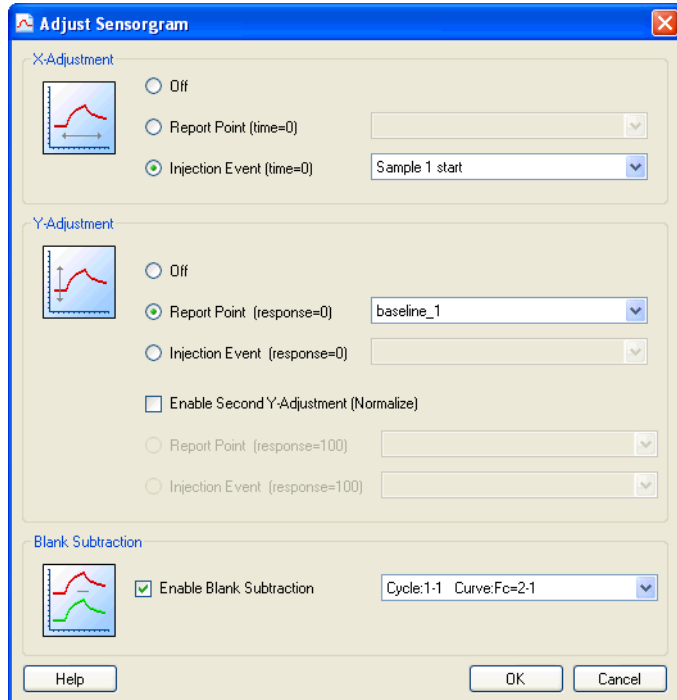 Adjust Sensorgram
X-Adjustment
Off
Report Point (time=0)
Injection Event (time=0) Sample 1 start
Y-Adjustment
Off
Report Point (response=0) baseline_1
Injection Event (response=0)
Enable Second Y-Adjustment (Normalize)
Report Point (response=100)
Injection Event (response=100)
Blank Subtraction
Enable Blank Subtraction Cycle:1-1 Curve:Fc=2-1
Help OK Cancel